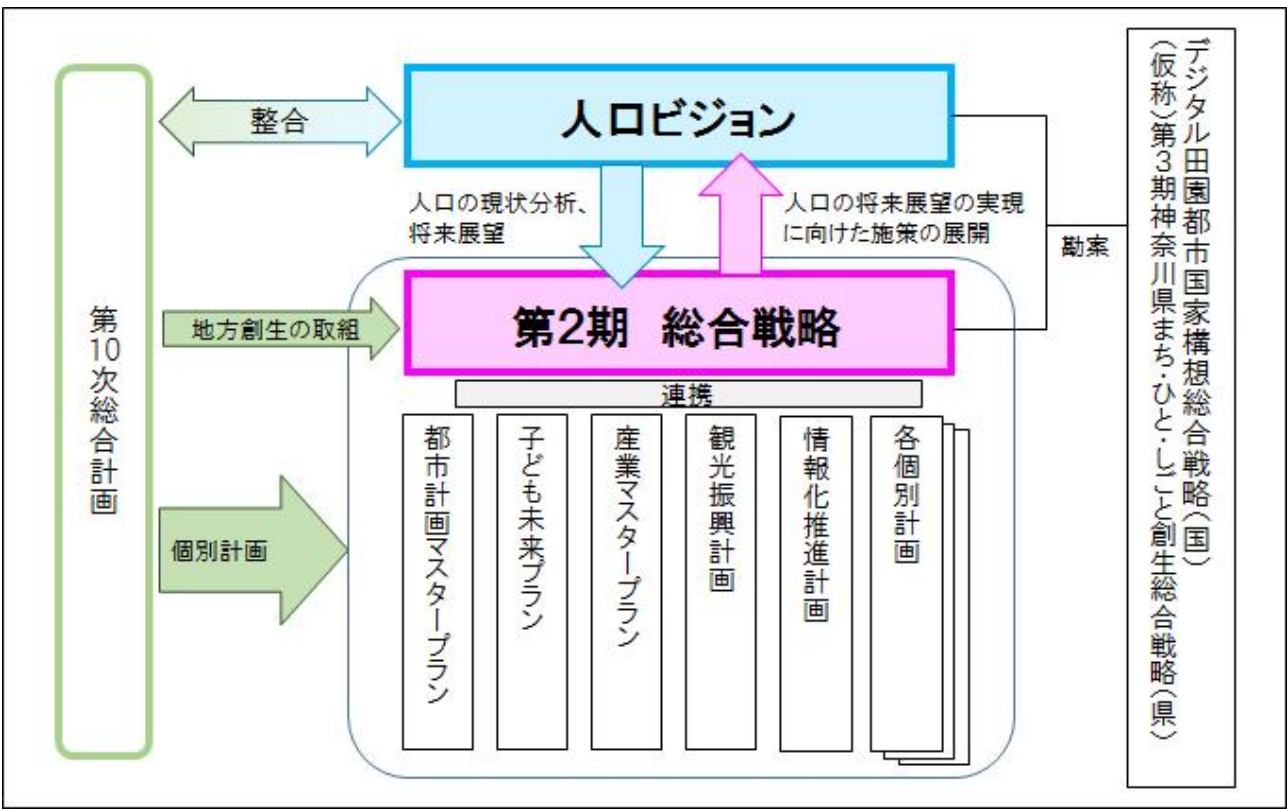 第10次総合計画
整合
人口ビジョン
人口の現状分析、
将来展望
人口の将来展望の実現
に向けた施策の展開
地方創生の取組
第2期 総合戦略
連携
個別計画
都市計画マスタープラン
子ども未来プラン
産業マスタープラン
観光振興計画
情報化推進計画
各個別計画
勘案
デジタル田園都市国家構想総合戦略(国)
(仮称)第3期神奈川県まち・ひと・しごと創生総合戦略(県)